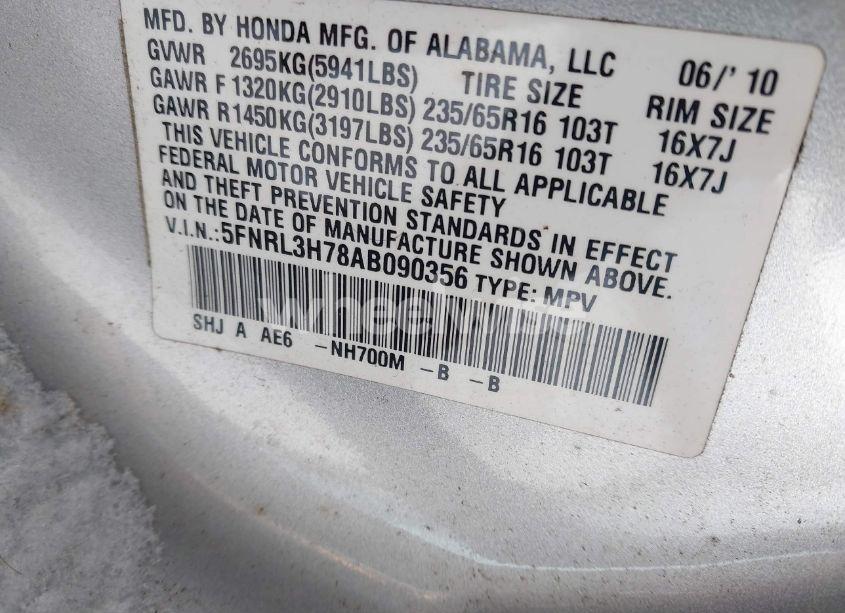 MFD. BY HONDA MFG. OF ALABAMA, LLC 06/' 10
GVWR 2695KG(5941LBS) TIRE SIZE RIM SIZE
GAWR F 1320KG(2910LBS) 235/65R16 103T 16X7J
GAWR R1450KG(3197LBS) 235/65R16 103T 16X7J
THIS VEHICLE CONFORMS TO ALL APPLICABLE
FEDERAL MOTOR VEHICLE SAFETY
AND THEFT PREVENTION STANDARDS IN EFFECT
ON THE DATE OF MANUFACTURE SHOWN ABOVE.
V.I.N.:5FNRL3H78AB090356 TYPE: MPV
SHJ A AE6 -NH700M -B -B